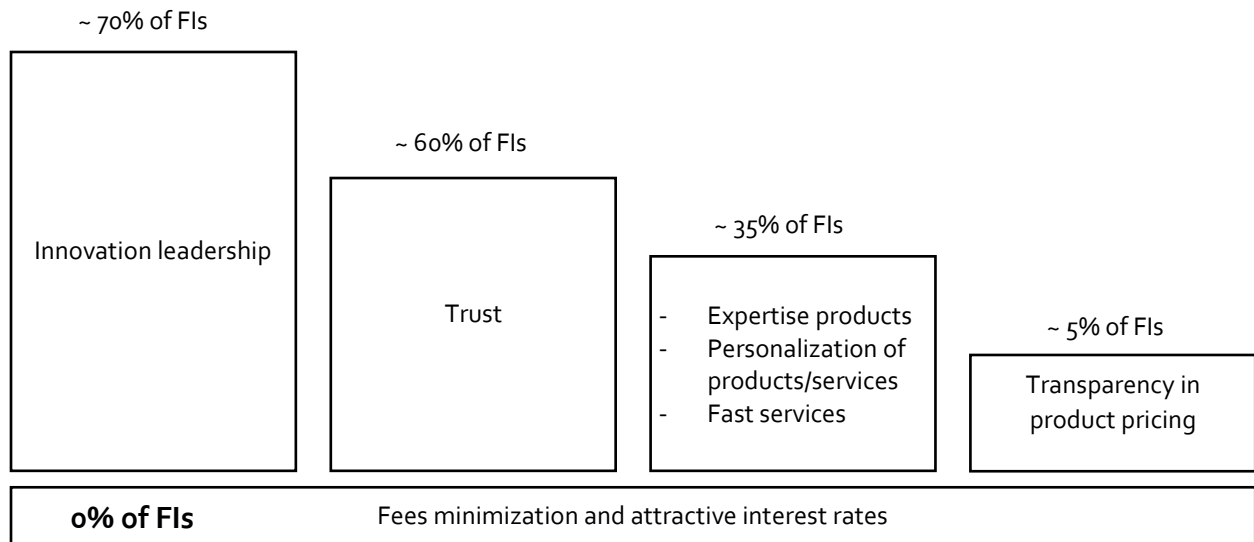 ~ 70% of FIs
Innovation leadership
~ 60% of FIs
Trust
~ 35% of FIs
- Expertise products
- Personalization of
products/services
- Fast services
~ 5% of FIs
Transparency in
product pricing
0% of FIs
Fees minimization and attractive interest rates